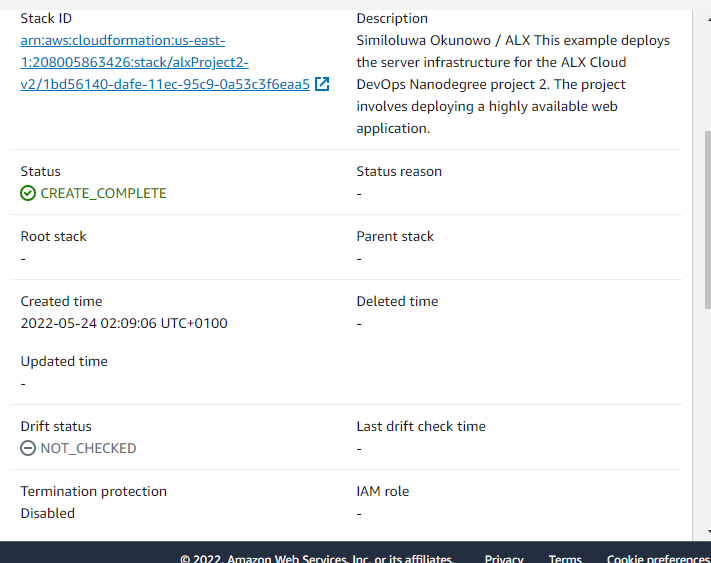 Stack ID
arn:aws:cloudformation:us-east-
1:208005863426:stack/alxProject2-
v2/1bd56140-dafe-11ec-95c9-0a53c3f6eaa5
Description
Similoluwa Okunowo / ALX This example deploys
the server infrastructure for the ALX Cloud
DevOps Nanodegree project 2. The project
involves deploying a highly available web
application.
Status
CREATE_COMPLETE
Status reason
-
Root stack
-
Parent stack
-
Created time
2022-05-24 02:09:06 UTC+0100
Deleted time
-
Updated time
-
Drift status
NOT_CHECKED
Last drift check time
-
Termination protection
Disabled
IAM role
-
© 2022, Amazon Web Services, Inc. or its affiliates.
Privacy
Terms
Cookie preferences